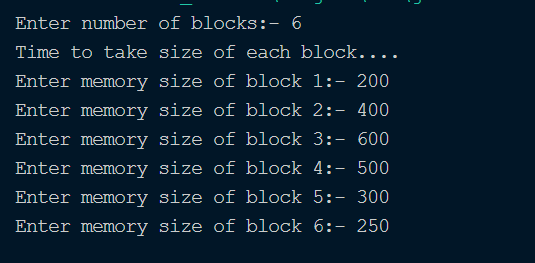 Enter number of blocks:- 6
Time to take size of each block....
Enter memory size of block 1:- 200
Enter memory size of block 2:- 400
Enter memory size of block 3:- 600
Enter memory size of block 4:- 500
Enter memory size of block 5:- 300
Enter memory size of block 6:- 250